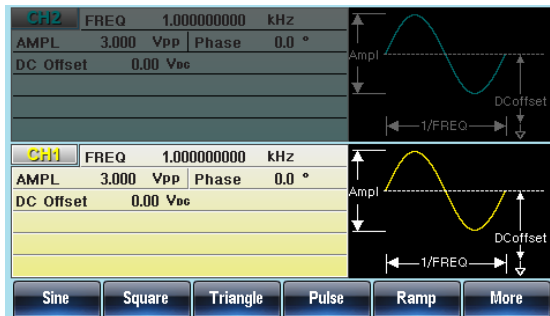 CH2 FREQ 1.000000000 kHz
AMPL 3.000 Vpp Phase 0.0 °
DC Offset 0.00 VDC
Ampl
DCoffset
1/FREQ
CH1 FREQ 1.000000000 kHz
AMPL 3.000 Vpp Phase 0.0 °
DC Offset 0.00 VDC
Ampl
DCoffset
1/FREQ
Sine Square Triangle Pulse Ramp More